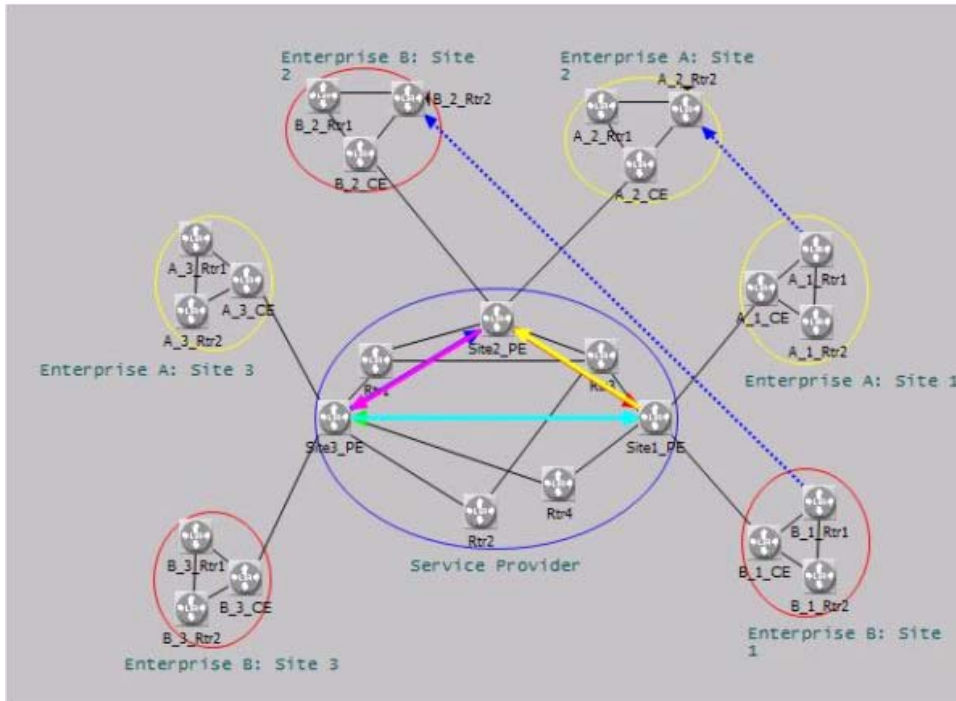 Enterprise B: Site
2
Enterprise A: Site
2
A_2_Rtr2
B_2_Rtr2
B_2_Rtr1
A_2_Rtr1
B_2_CE
A_2_CE
A_3_Rtr1
A_3_CE
A_3_Rtr2
A_1_Rtr1
A_1_CE
A_1_Rtr2
Enterprise A: Site 3
Enterprise A: Site 1
Site2_PE
Site3_PE
Site1_PE
Rtr2
Rtr4
Service Provider
B_3_Rtr1
B_3_CE
B_3_Rtr2
B_1_Rtr1
B_1_CE
B_1_Rtr2
Enterprise B: Site 3
Enterprise B: Site
1